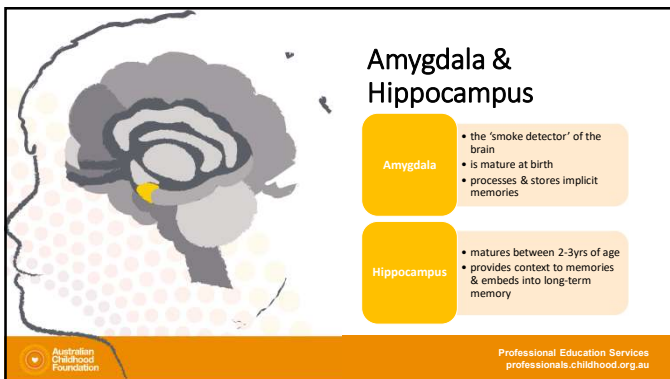 Amygdala &
Hippocampus
Amygdala
• the 'smoke detector' of the
brain
• is mature at birth
• processes & stores implicit
memories
Hippocampus
• matures between 2-3yrs of age
• provides context to memories
& embeds into long-term
memory
Australian
Childhood
Foundation
Professional Education Services
professionals.childhood.org.au